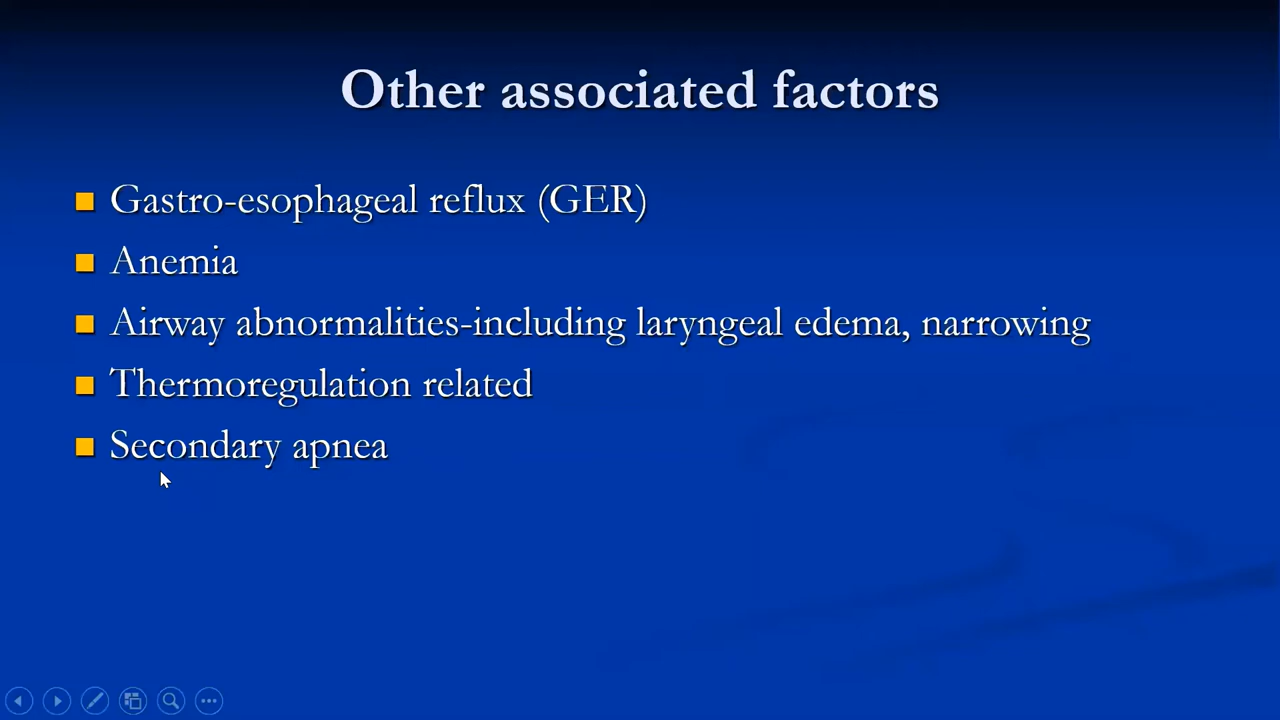 Other associated factors
Gastro-esophageal reflux (GER)
Anemia
Airway abnormalities-including laryngeal edema, narrowing
Thermoregulation related
Secondary apnea